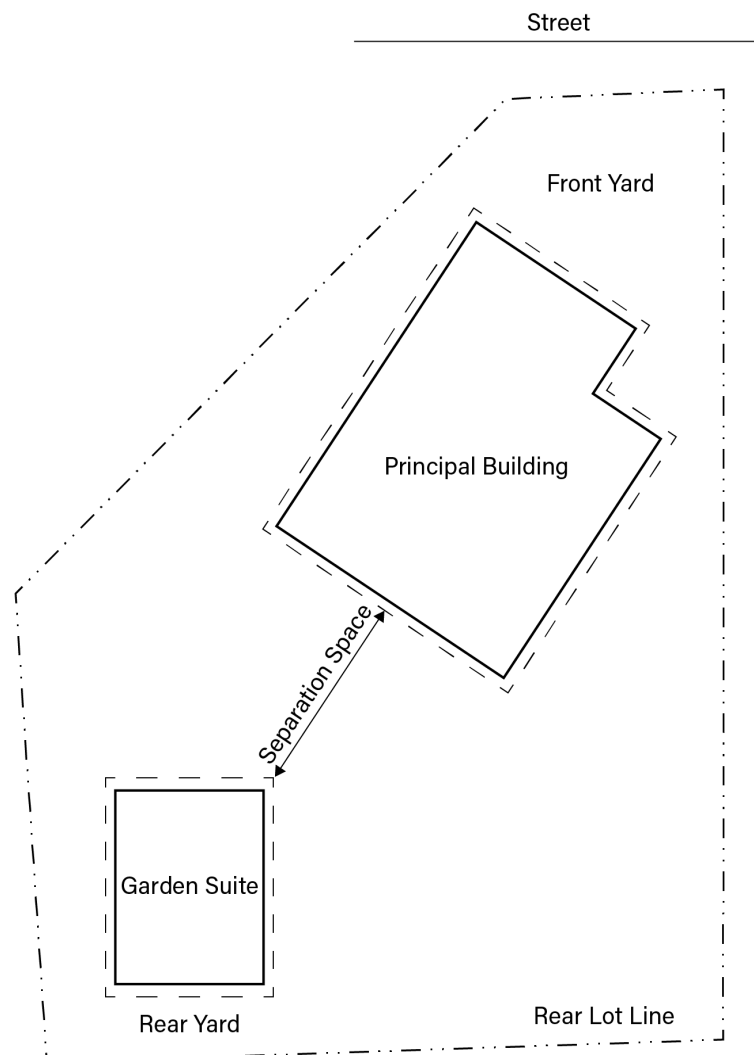 Street
Front Yard
Principal Building
Separation Space
Garden Suite
Rear Lot Line
Rear Yard